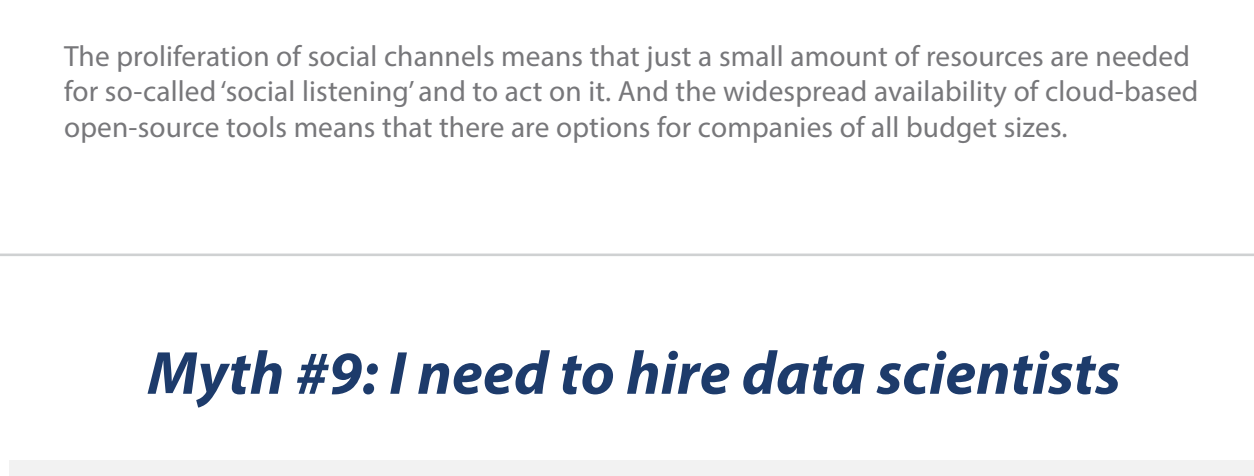 The proliferation of social channels means that just a small amount of resources are needed
for so-called ‘social listening’ and to act on it. And the widespread availability of cloud-based
open-source tools means that there are options for companies of all budget sizes.
Myth #9: I need to hire data scientists